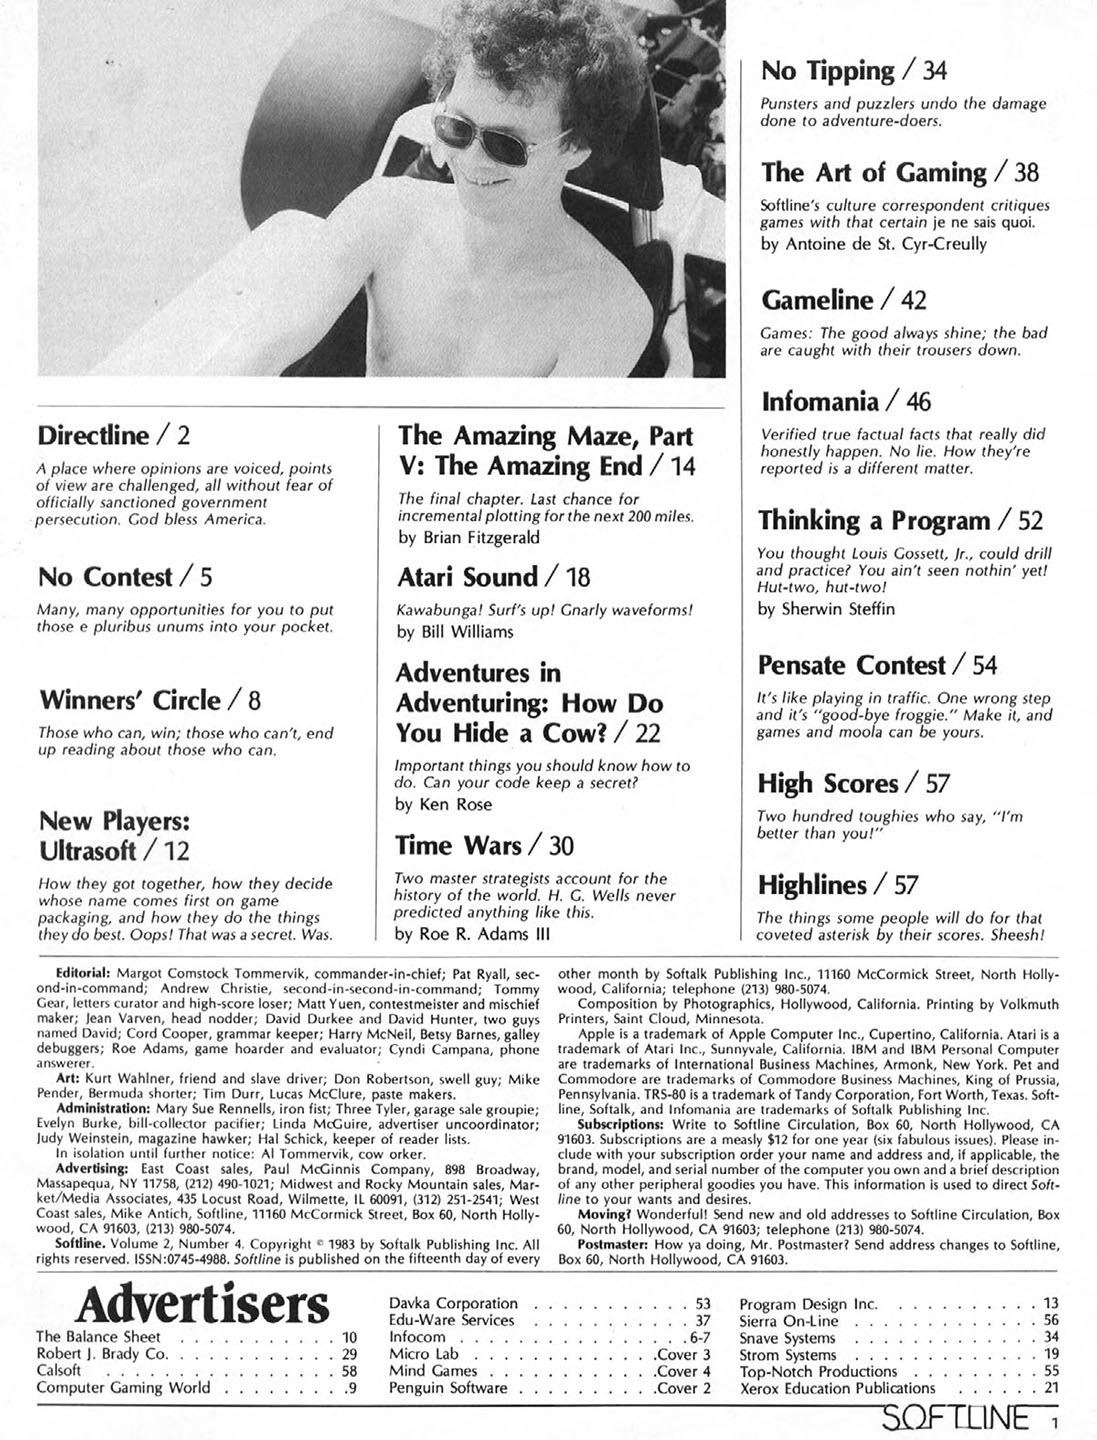 Directline / 2
A place where opinions are voiced, points
of view are challenged, all without fear of
officially sanctioned government
persecution. God bless America.
No Contest / 5
Many, many opportunities for you to put
those e pluribus unums into your pocket.
Winners' Circle / 8
Those who can, win; those who can't, end
up reading about those who can.
New Players:
Ultrasoft / 12
How they got together, how they decide
whose name comes first on game
packaging, and how they do the things
they do best. Oops! That was a secret. Was.
The Amazing Maze, Part
V: The Amazing End / 14
The final chapter. Last chance for
incremental plotting for the next 200 miles.
by Brian Fitzgerald
Atari Sound / 18
Kawabunga! Surf's up! Gnarly waveforms!
by Bill Williams
Adventures in
Adventuring: How Do
You Hide a Cow? / 22
Important things you should know how to
do. Can your code keep a secret?
by Ken Rose
Time Wars / 30
Two master strategists account for the
history of the world. H. G. Wells never
predicted anything like this.
by Roe R. Adams III
No Tipping / 34
Punsters and puzzlers undo the damage
done to adventure-doers.
The Art of Gaming / 38
Softline's culture correspondent critiques
games with that certain je ne sais quoi.
by Antoine de St. Cyr-Creully
Gameline / 42
Games: The good always shine; the bad
are caught with their trousers down.
Infomania / 46
Verified true factual facts that really did
honestly happen. No lie. How they're
reported is a different matter.
Thinking a Program / 52
You thought Louis Gossett, Jr., could drill
and practice? You ain't seen nothin' yet!
Hut-two, hut-two!
by Sherwin Steffin
Pensate Contest / 54
It's like playing in traffic. One wrong step
and it's "good-bye froggie." Make it, and
games and moola can be yours.
High Scores / 57
Two hundred toughies who say, "I'm
better than you!"
Highlines / 57
The things some people will do for that
coveted asterisk by their scores. Sheesh!
Editorial: Margot Comstock Tommervik, commander-in-chief; Pat Ryall, sec-
ond-in-command; Andrew Christie, second-in-second-in-command; Tommy
Gear, letters curator and high-score loser; Matt Yuen, contestmeister and mischief
maker; Jean Varven, head nodder; David Durkee and David Hunter, two guys
named David; Cord Cooper, grammar keeper; Harry McNeil, Betsy Barnes, galley
debuggers; Roe Adams, game hoarder and evaluator; Cyndi Campana, phone
answerer.
Art: Kurt Wahlner, friend and slave driver; Don Robertson, swell guy; Mike
Pender, Bermuda shorter; Tim Durr, Lucas McClure, paste makers.
Administration: Mary Sue Rennells, iron fist; Three Tyler, garage sale groupie;
Evelyn Burke, bill-collector pacifier; Linda McGuire, advertiser uncoordinator;
Judy Weinstein, magazine hawker; Hal Schick, keeper of reader lists.
In isolation until further notice: Al Tommervik, cow orker.
Advertising: East Coast sales, Paul McGinnis Company, 898 Broadway,
Massapequa, NY 11758, (212) 490-1021; Midwest and Rocky Mountain sales, Mar-
ket/Media Associates, 435 Locust Road, Wilmette, IL 60091, (312) 251-2541; West
Coast sales, Mike Antich, Softline, 11160 McCormick Street, Box 60, North Holly-
wood, CA 91603, (213) 980-5074.
Softline. Volume 2, Number 4. Copyright © 1983 by Softalk Publishing Inc. All
rights reserved. ISSN:0745-4988. Softline is published on the fifteenth day of every
other month by Softalk Publishing Inc., 11160 McCormick Street, North Holly-
wood, California; telephone (213) 980-5074.
Composition by Photographics, Hollywood, California. Printing by Volkmuth
Printers, Saint Cloud, Minnesota.
Apple is a trademark of Apple Computer Inc., Cupertino, California. Atari is a
trademark of Atari Inc., Sunnyvale, California. IBM and IBM Personal Computer
are trademarks of International Business Machines, Armonk, New York. Pet and
Commodore are trademarks of Commodore Business Machines, King of Prussia,
Pennsylvania. TRS-80 is a trademark of Tandy Corporation, Fort Worth, Texas. Soft-
line, Softalk, and Infomania are trademarks of Softalk Publishing Inc.
Subscriptions: Write to Softline Circulation, Box 60, North Hollywood, CA
91603. Subscriptions are a measly $12 for one year (six fabulous issues). Please in-
clude with your subscription order your name and address and, if applicable, the
brand, model, and serial number of the computer you own and a brief description
of any other peripheral goodies you have. This information is used to direct Soft-
line to your wants and desires.
Moving? Wonderful! Send new and old addresses to Softline Circulation, Box
60, North Hollywood, CA 91603; telephone (213) 980-5074.
Postmaster: How ya doing, Mr. Postmaster? Send address changes to Softline,
Box 60, North Hollywood, CA 91603.
Advertisers
The Balance Sheet . . . . . . . . . . . 10
Robert J. Brady Co. . . . . . . . . . . . 29
Calsoft . . . . . . . . . . . . . . . . 58
Computer Gaming World . . . . . . . . .9
Davka Corporation . . . . . . . . . . . 53
Edu-Ware Services . . . . . . . . . . . 37
Infocom . . . . . . . . . . . . . . . .6-7
Micro Lab . . . . . . . . . . . . .Cover 3
Mind Games . . . . . . . . . . . .Cover 4
Penguin Software . . . . . . . . . .Cover 2
Program Design Inc. . . . . . . . . . . 13
Sierra On-Line . . . . . . . . . . . . . 56
Snave Systems . . . . . . . . . . . . . 34
Strom Systems . . . . . . . . . . . . . 19
Top-Notch Productions . . . . . . . . . 55
Xerox Education Publications . . . . . . 21
SOFTLINE 1